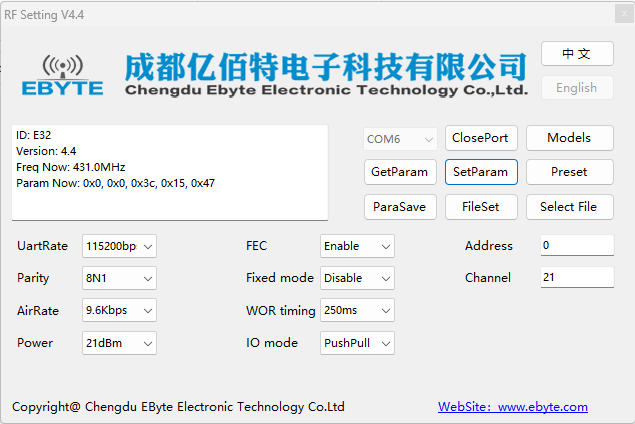 RF Setting V4.4
x
EBYTE
成都亿佰特电子科技有限公司
Chengdu Ebyte Electronic Technology Co.,Ltd.
中 文
English
ID: E32
Version: 4.4
Freq Now: 431.0MHz
Param Now: 0x0, 0x0, 0x3c, 0x15, 0x47
COM6 ClosePort Models
GetParam SetParam Preset
ParaSave FileSet Select File
UartRate 115200bp FEC Enable Address 0
Parity 8N1 Fixed mode Disable Channel 21
AirRate 9.6Kbps WOR timing 250ms
Power 21dBm IO mode PushPull
Copyright@ Chengdu EByte Electronic Technology Co.Ltd WebSite：www.ebyte.com